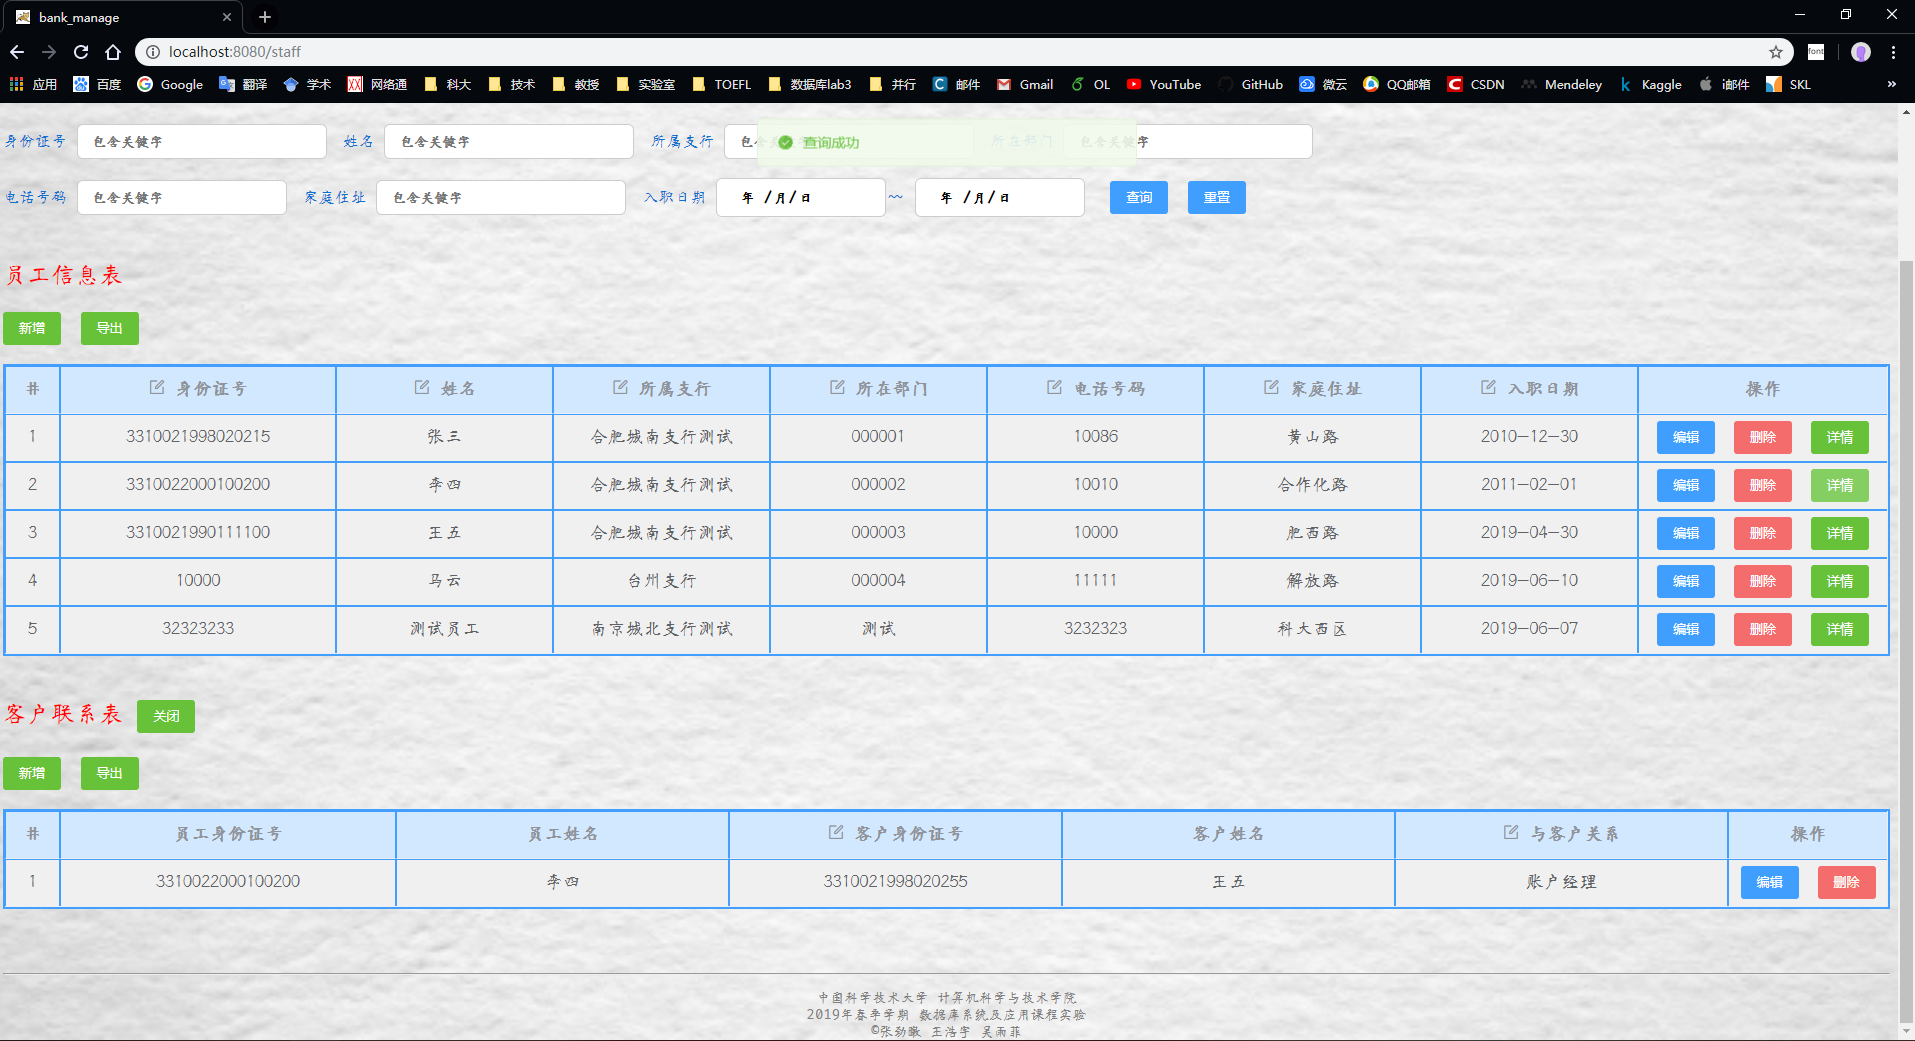 bank_manage
localhost:8080/staff
font
应用 百度 Google 翻译 学术 网络通 科大 技术 教授 实验室 TOEFL 数据库lab3 并行 邮件 Gmail OL YouTube GitHub 微云 QQ邮箱 CSDN Mendeley Kaggle i邮件 SKL »
身份证号 包含关键字 姓名 包含关键字 所属支行 包含 所在部门 包含关键字
查询成功
电话号码 包含关键字 家庭住址 包含关键字 入职日期 年 /月/日 ~ 年 /月/日 查询 重置
员工信息表
新增 导出
# 身份证号 姓名 所属支行 所在部门 电话号码 家庭住址 入职日期 操作
1 3310021998020215 张三 合肥城南支行测试 000001 10086 黄山路 2010-12-30 编辑 删除 详情
2 3310022000100200 李四 合肥城南支行测试 000002 10010 合作化路 2011-02-01 编辑 删除 详情
3 3310021990111100 王五 合肥城南支行测试 000003 10000 肥西路 2019-04-30 编辑 删除 详情
4 10000 马云 台州支行 000004 11111 解放路 2019-06-10 编辑 删除 详情
5 32323233 测试员工 南京城北支行测试 测试 3232323 科大西区 2019-06-07 编辑 删除 详情
客户联系表 关闭
新增 导出
# 员工身份证号 员工姓名 客户身份证号 客户姓名 与客户关系 操作
1 3310022000100200 李四 3310021998020255 王五 账户经理 编辑 删除
中国科学技术大学 计算机科学与技术学院
2019年春季学期 数据库系统及应用课程实验
©张劲暾 王浩宇 吴雨菲